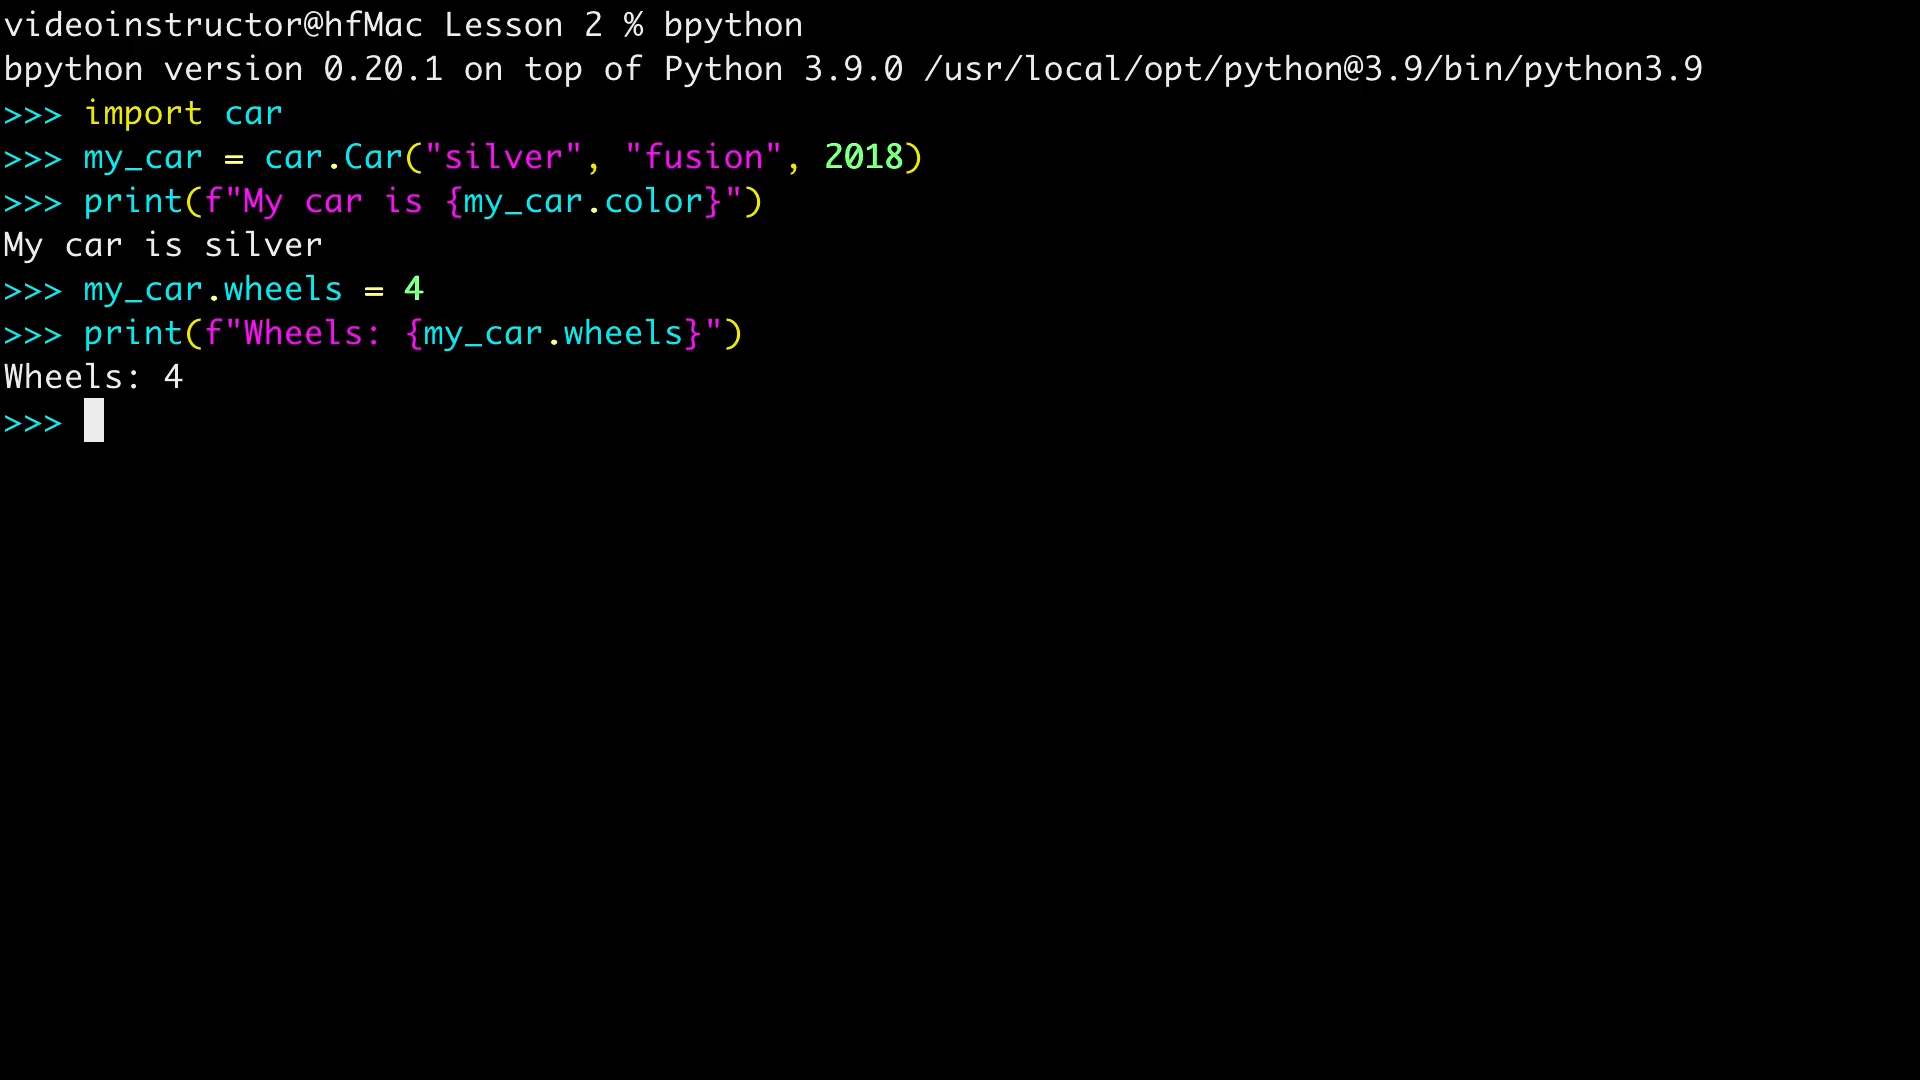 videoinstructor@hfMac Lesson 2 % bpython
bpython version 0.20.1 on top of Python 3.9.0 /usr/local/opt/python@3.9/bin/python3.9
>>> import car
>>> my_car = car.Car("silver", "fusion", 2018)
>>> print(f"My car is {my_car.color}")
My car is silver
>>> my_car.wheels = 4
>>> print(f"Wheels: {my_car.wheels}")
Wheels: 4
>>>